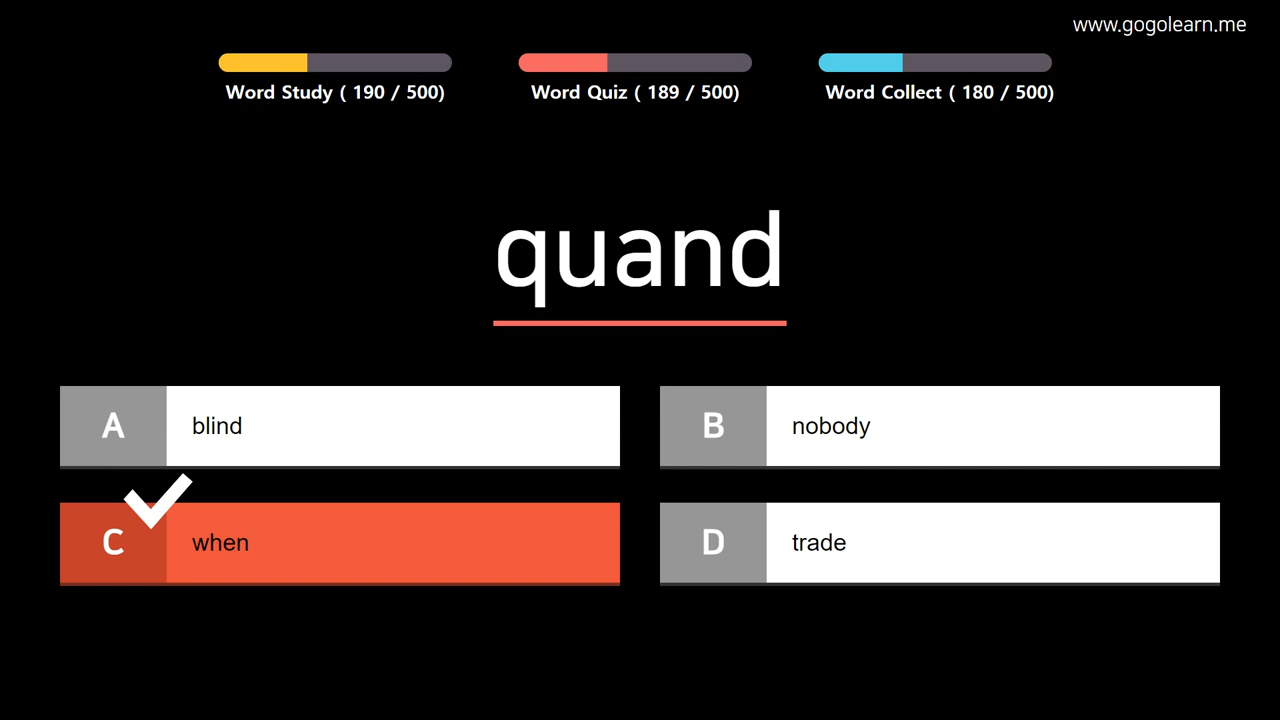 www.gogolearn.me
Word Study ( 190 / 500)
Word Quiz ( 189 / 500)
Word Collect ( 180 / 500)
quand
A blind
B nobody
C when
D trade